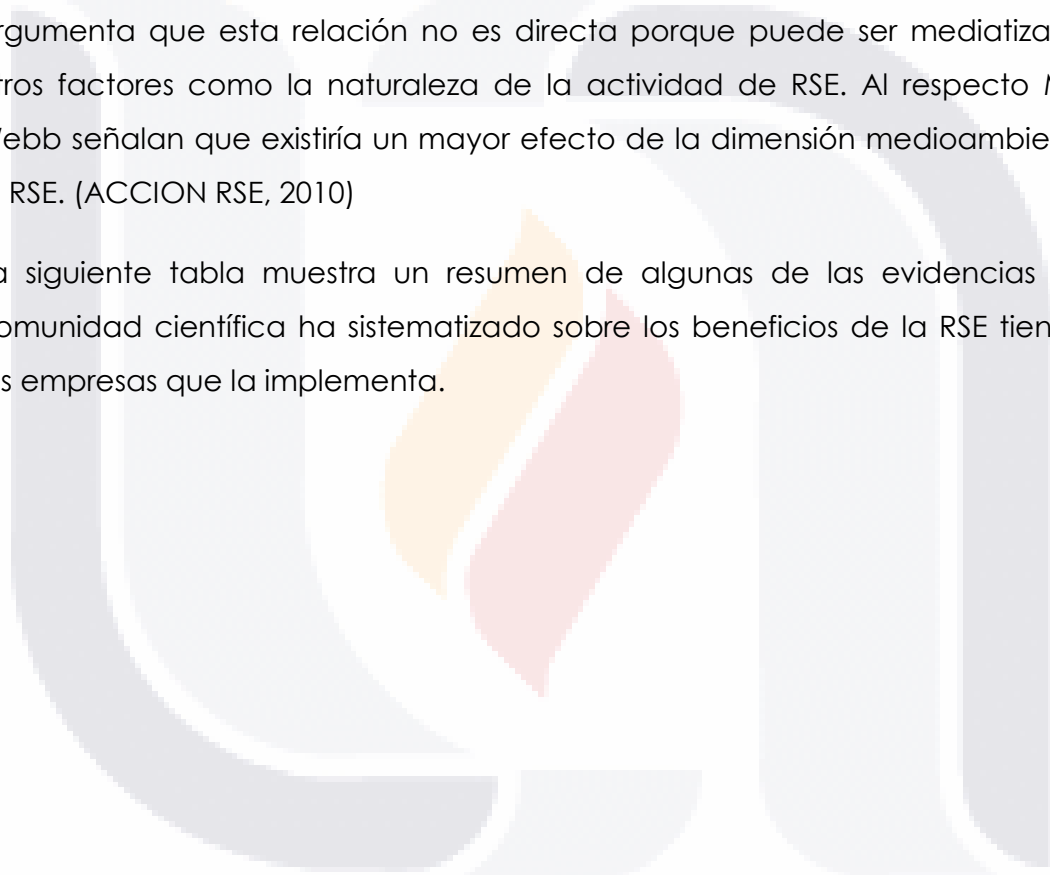 rgumenta que esta relación no es directa porque puede ser mediatiza
tros factores como la naturaleza de la actividad de RSE. Al respecto
ebb señalan que existiría un mayor efecto de la dimensión medioambie
RSE. (ACCION RSE, 2010)
a siguiente tabla muestra un resumen de algunas de las evidencias
omunidad científica ha sistematizado sobre los beneficios de la RSE tien
s empresas que la implementa.